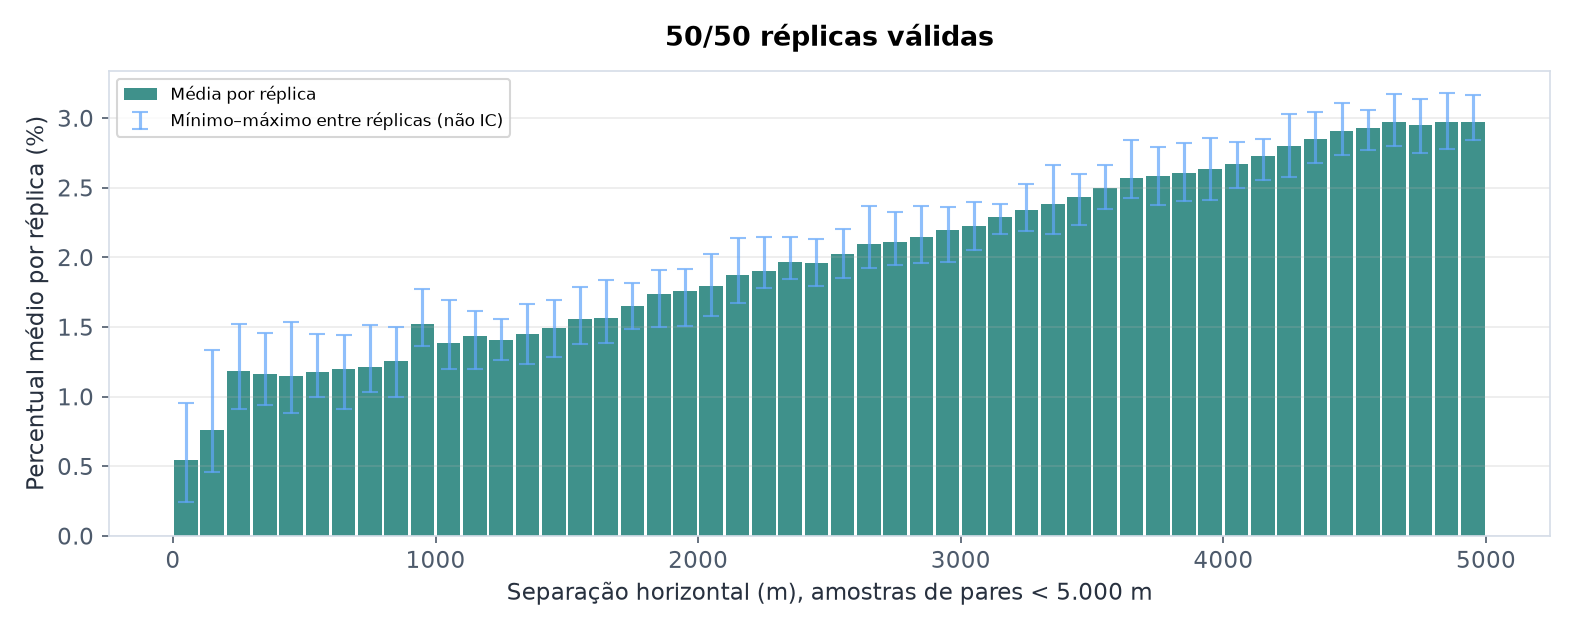 50/50 réplicas válidas
Média por réplica
Mínimo–máximo entre réplicas (não IC)
Percentual médio por réplica (%)
3.0
2.5
2.0
1.5
1.0
0.5
0.0
0 1000 2000 3000 4000 5000
Separação horizontal (m), amostras de pares < 5.000 m